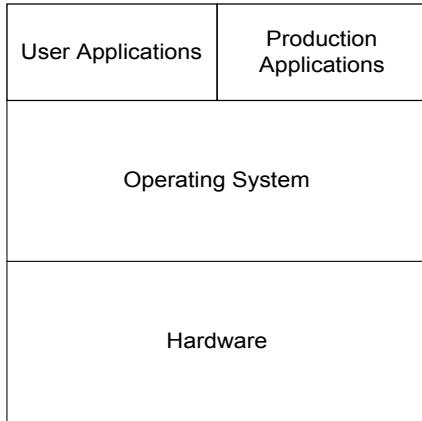 User Applications
Production
Applications
Operating System
Hardware